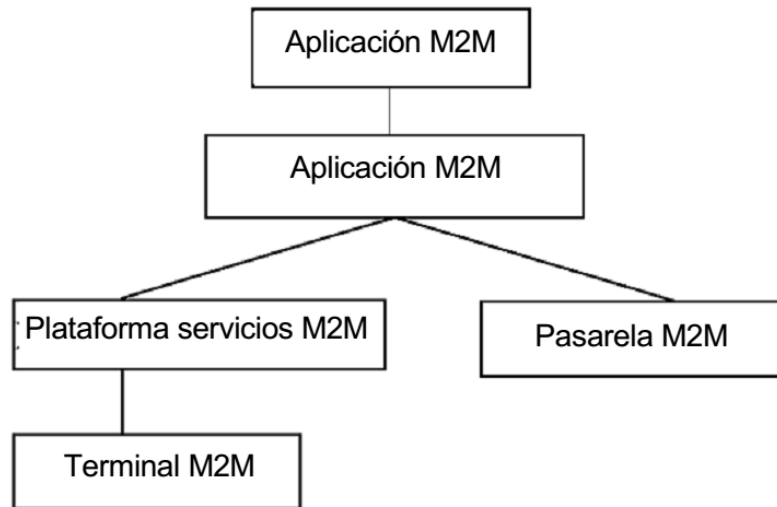 Aplicación M2M
Aplicación M2M
Plataforma servicios M2M
Pasarela M2M
Terminal M2M